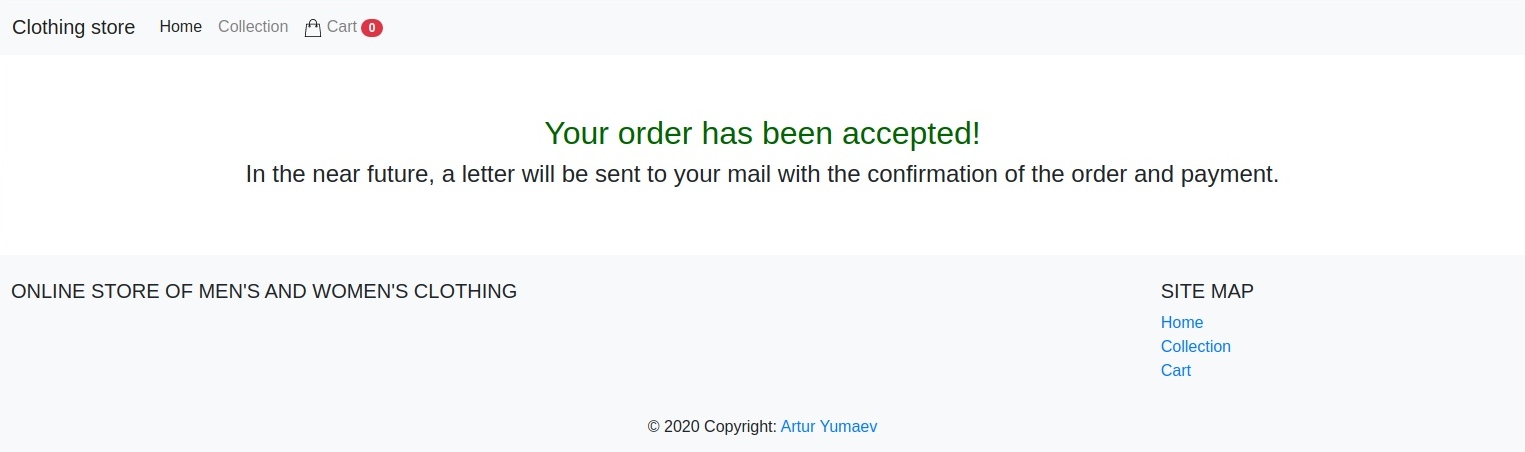 Clothing store Home Collection Cart 0
Your order has been accepted!
In the near future, a letter will be sent to your mail with the confirmation of the order and payment.
ONLINE STORE OF MEN'S AND WOMEN'S CLOTHING
SITE MAP
Home
Collection
Cart
© 2020 Copyright: Artur Yumaev